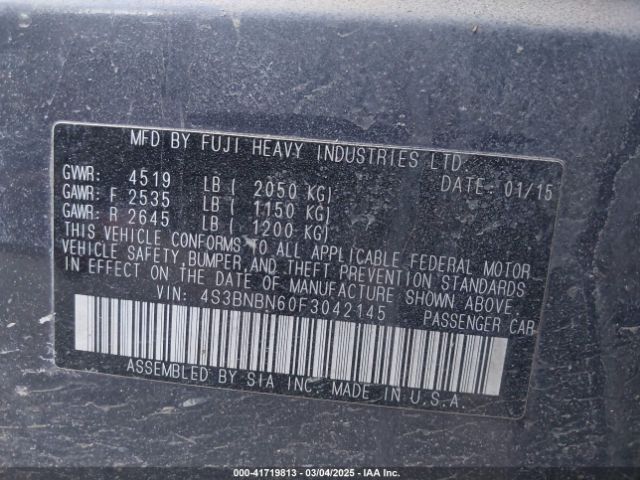 MFD BY FUJI HEAVY INDUSTRIES LTD.
DATE: 01/15
GVWR: 4519 LB ( 2050 KG)
GAWR: F 2535 LB ( 1150 KG)
GAWR: R 2645 LB ( 1200 KG)
THIS VEHICLE CONFORMS TO ALL APPLICABLE FEDERAL MOTOR
VEHICLE SAFETY, BUMPER, AND THEFT PREVENTION STANDARDS
IN EFFECT ON THE DATE OF MANUFACTURE SHOWN ABOVE.
VIN: 4S3BNBN60F3042145 PASSENGER CAR
ASSEMBLED BY SIA INC. MADE IN U.S.A.
000-41719813 - 03/04/2025 - IAA Inc.